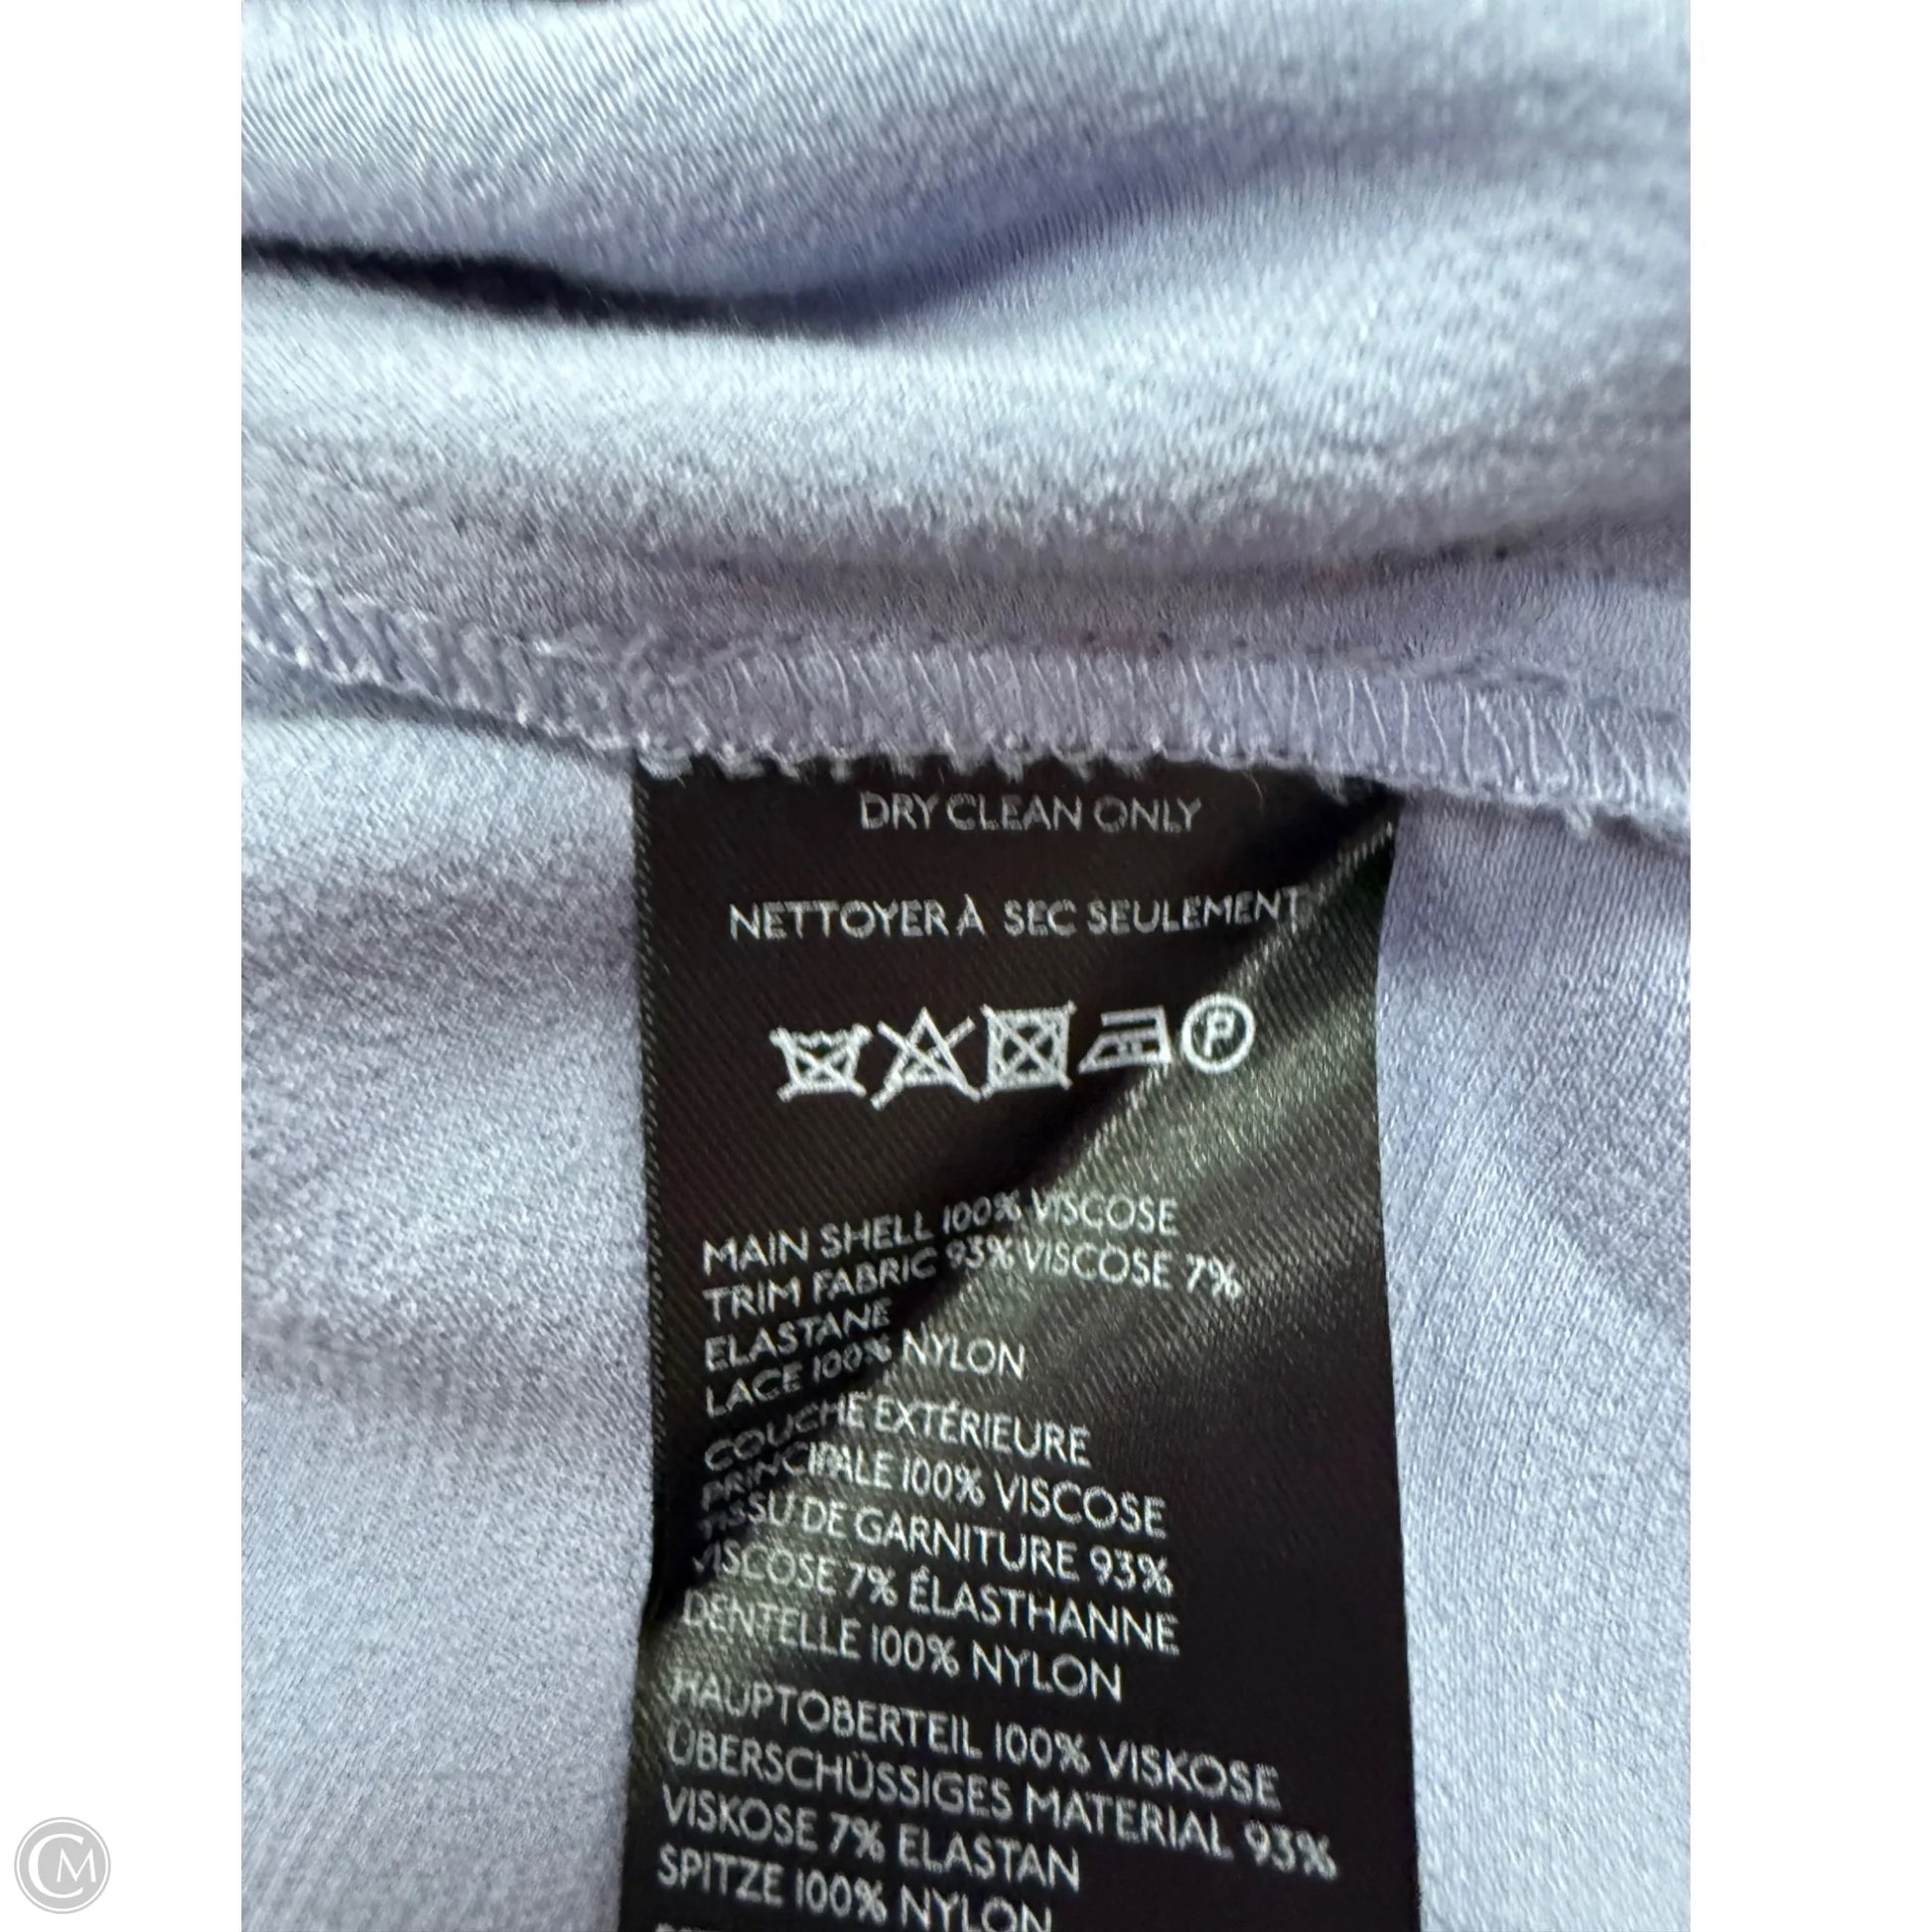 DRY CLEAN ONLY
NETTOYER À SEC SEULEMENT
P
MAIN SHELL 100% VISCOSE
TRIM FABRIC 93% VISCOSE 7%
ELASTANE
LACE 100% NYLON
COUCHE EXTÉRIEURE
PRINCIPALE 100% VISCOSE
TISSU DE GARNITURE 93%
VISCOSE 7% ÉLASTHANNE
DENTELLE 100% NYLON
HAUPTOBERTEIL 100% VISKOSE
ÜBERSCHÜSSIGES MATERIAL 93%
VISKOSE 7% ELASTAN
SPITZE 100% NYLON
CM